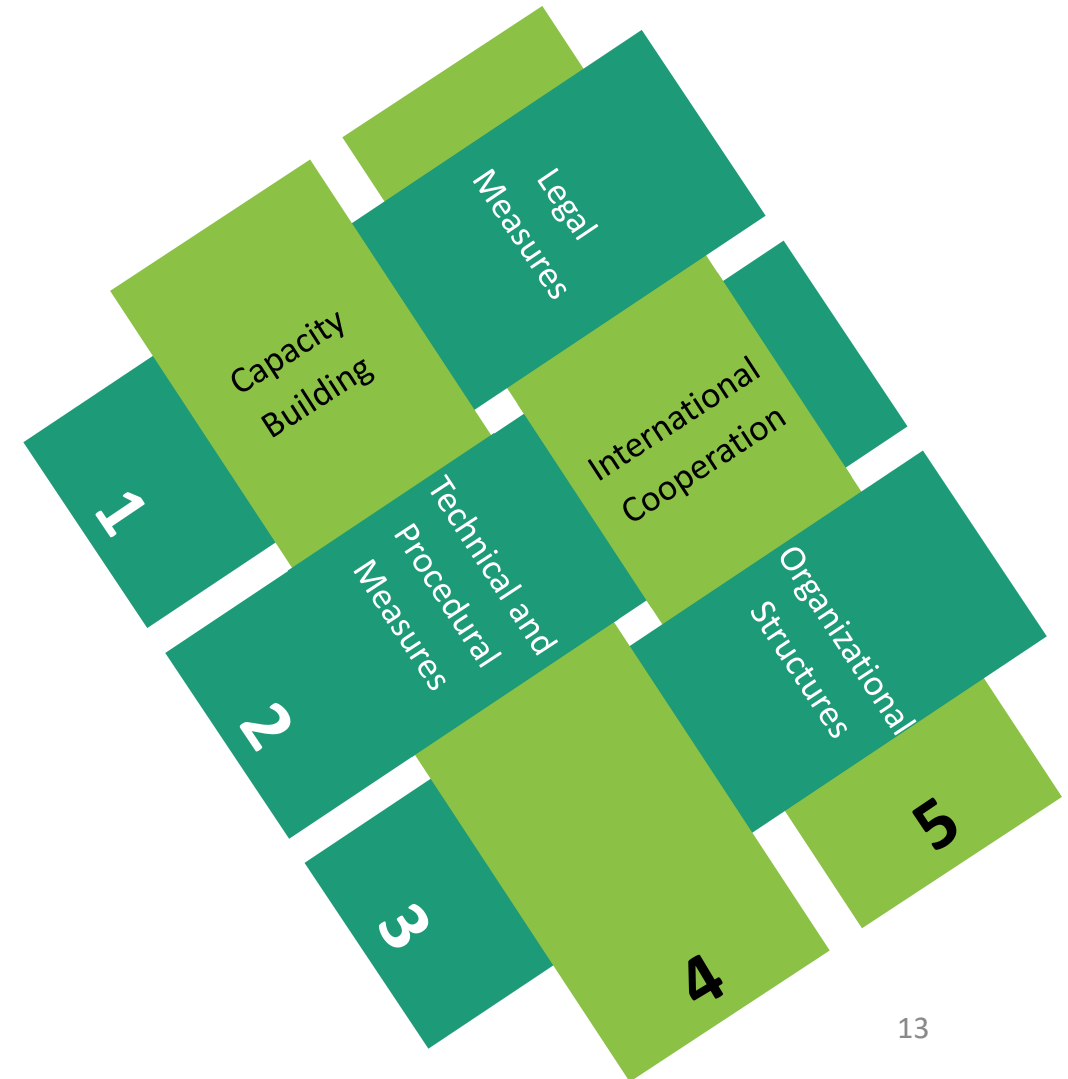 Legal
Measures
Capacity
Building
International
Cooperation
1
Technical and
Procedural
Measures
Organizational
Structures
2
5
3
4
13